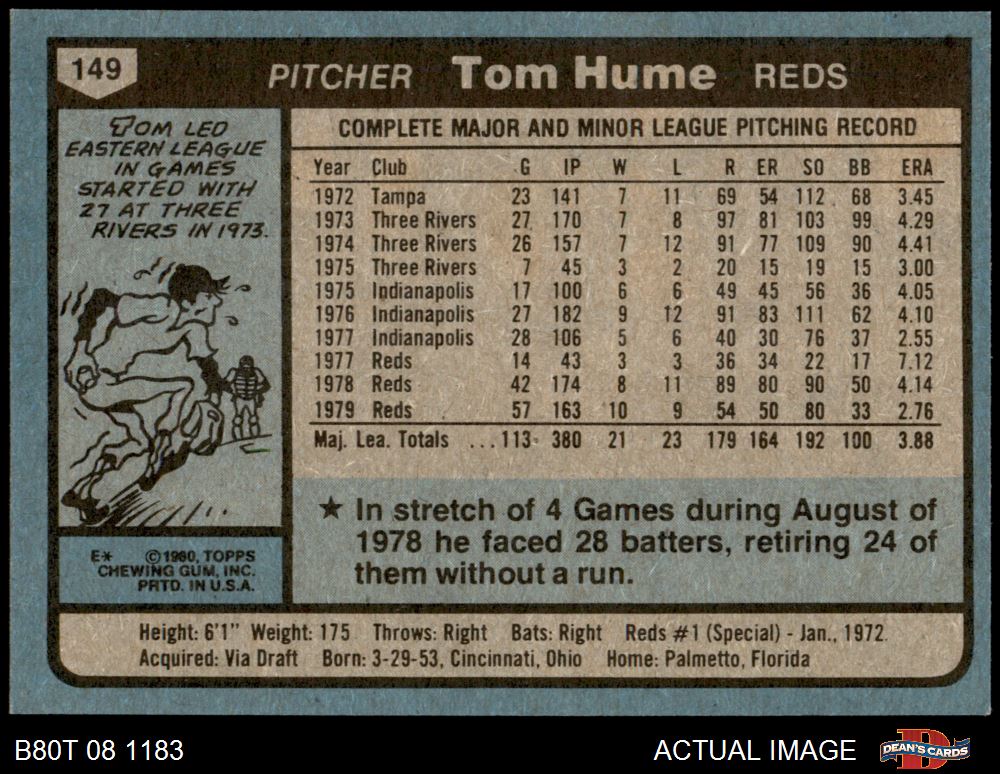 149
PITCHER Tom Hume REDS
TOM LED
EASTERN LEAGUE
IN GAMES
STARTED WITH
27 AT THREE
RIVERS IN 1973.
COMPLETE MAJOR AND MINOR LEAGUE PITCHING RECORD
Year Club G IP W L R ER SO BB ERA
1972 Tampa 23 141 7 11 69 54 112 68 3.45
1973 Three Rivers 27 170 7 8 97 81 103 99 4.29
1974 Three Rivers 26 157 7 12 91 77 109 90 4.41
1975 Three Rivers 7 45 3 2 20 15 19 15 3.00
1975 Indianapolis 17 100 6 6 49 45 56 36 4.05
1976 Indianapolis 27 182 9 12 91 83 111 62 4.10
1977 Indianapolis 28 106 5 6 40 30 76 37 2.55
1977 Reds 14 43 3 3 36 34 22 17 7.12
1978 Reds 42 174 8 11 89 80 90 50 4.14
1979 Reds 57 163 10 9 54 50 80 33 2.76
Maj. Lea. Totals ...113 380 21 23 179 164 192 100 3.88
★ In stretch of 4 Games during August of
1978 he faced 28 batters, retiring 24 of
them without a run.
E* ©1980, TOPPS
CHEWING GUM, INC.
PRTD. IN U.S.A.
Height: 6'1" Weight: 175 Throws: Right Bats: Right Reds #1 (Special) - Jan., 1972.
Acquired: Via Draft Born: 3-29-53, Cincinnati, Ohio Home: Palmetto, Florida
B80T 08 1183 ACTUAL IMAGE DEAN'S CARDS